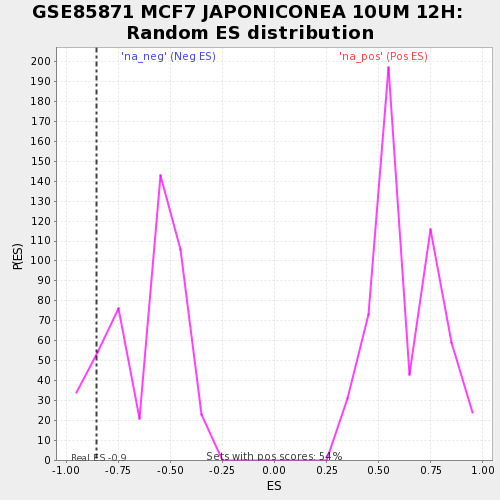 GSE85871 MCF7 JAPONICONEA 10UM 12H:
Random ES distribution
'na_neg' (Neg ES)
'na_pos' (Pos ES)
200
190
180
170
160
150
140
130
120
110
100
90
80
70
60
50
40
30
20
10
0
P(ES)
Real ES -0.9
Sets with pos scores: 54%
-1.00 -0.75 -0.50 -0.25 0.00 0.25 0.50 0.75 1.00
ES